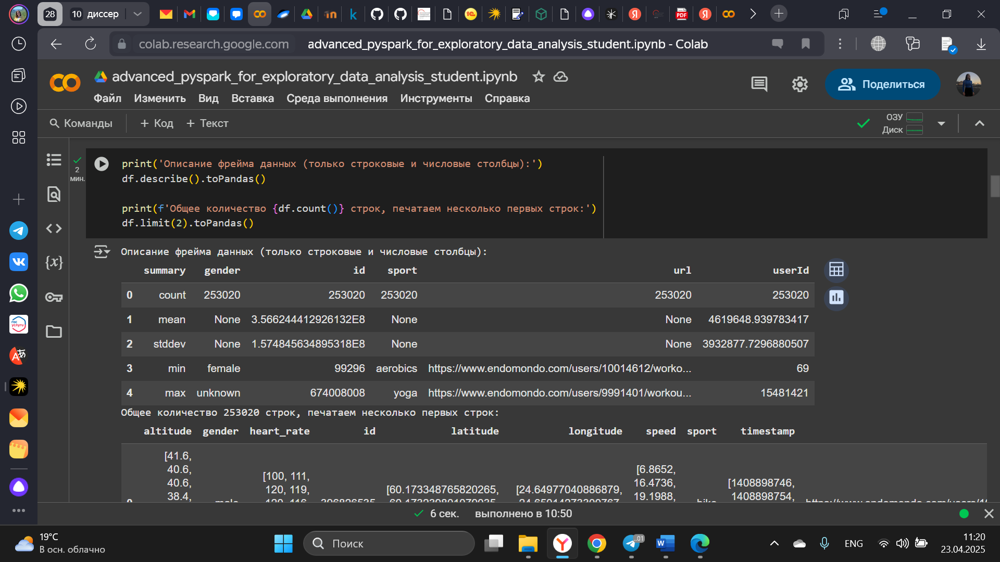 28
10 диссер
colab.research.google.com
advanced_pyspark_for_exploratory_data_analysis_student.ipynb - Colab
advanced_pyspark_for_exploratory_data_analysis_student.ipynb
Поделиться
Файл Изменить Вид Вставка Среда выполнения Инструменты Справка
Команды
+ Код + Текст
ОЗУ
Диск
2
мин.
print('Описание фрейма данных (только строковые и числовые столбцы):')
df.describe().toPandas()
print(f'Общее количество {df.count()} строк, печатаем несколько первых строк:')
df.limit(2).toPandas()
Описание фрейма данных (только строковые и числовые столбцы):
summary gender id sport url userId
0 count 253020 253020 253020 253020 253020
1 mean None 3.566244412926132E8 None None 4619648.939783417
2 stddev None 1.574845634895318E8 None None 3932877.7296880507
3 min female 99296 aerobics https://www.endomondo.com/users/10014612/worko... 69
4 max unknown 674008008 yoga https://www.endomondo.com/users/9991401/workou... 15481421
Общее количество 253020 строк, печатаем несколько первых строк:
altitude gender heart_rate id latitude longitude speed sport timestamp
[41.6,
40.6, [6.8652,
[100, 111,
40.6, 16.4736, [1408898746,
120, 119, [60.173348765820265, [24.64977040886879,
38.4, 19.1988, 1408898754,
6 сек. выполнено в 10:50
19°C
В осн. облачно
Поиск
ENG
11:20
23.04.2025